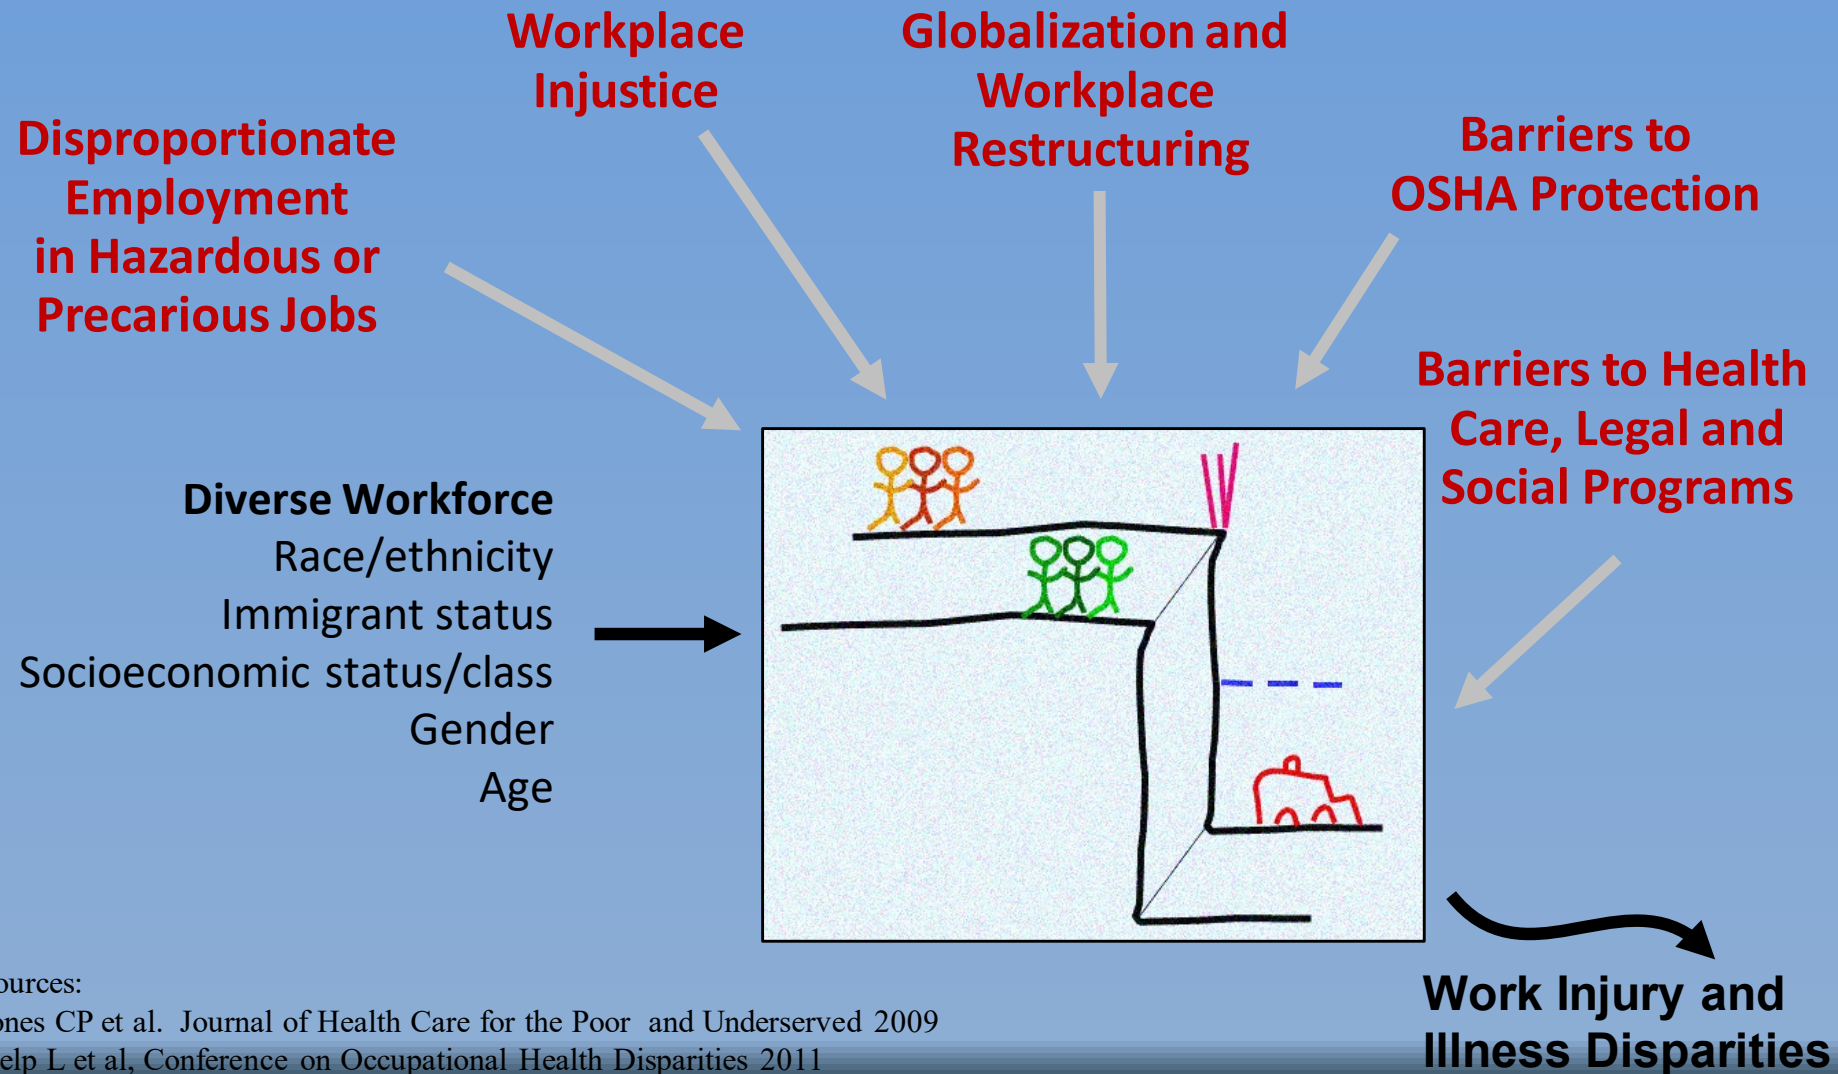 Workplace
Injustice
Globalization and
Workplace
Restructuring
Disproportionate
Employment
in Hazardous or
Precarious Jobs
Barriers to
OSHA Protection
Barriers to Health
Care, Legal and
Social Programs
Diverse Workforce
Race/ethnicity
Immigrant status
Socioeconomic status/class
Gender
Age
Work Injury and
Illness Disparities
ources:
ones CP et al. Journal of Health Care for the Poor and Underserved 2009
elp L et al, Conference on Occupational Health Disparities 2011